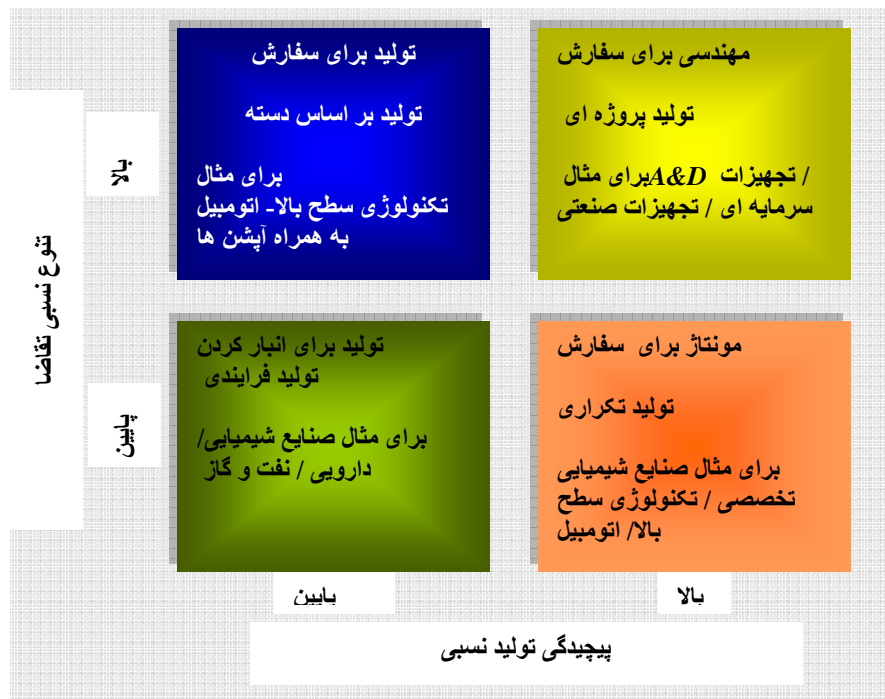 مهندسی برای سفارش
تولید پروژه ای
/ تجهیزات A&Dبرای مثال
سرمایه ای / تجهیزات صنعتی
تولید برای سفارش
تولید بر اساس دسته
برای مثال
تکنولوژی سطح بالا- اتومبیل
به همراه آپشن ها
بالا
تنوع نسبی تقاضا
مونتاژ برای سفارش
تولید تکراری
برای مثال صنایع شیمیایی
تخصصی / تکنولوژی سطح
بالا/ اتومبیل
تولید برای انبار کردن
تولید فرایندی
برای مثال صنایع شیمیایی/
دارویی / نفت و گاز
پایین
بالا
پایین
پیچیدگی تولید نسبی